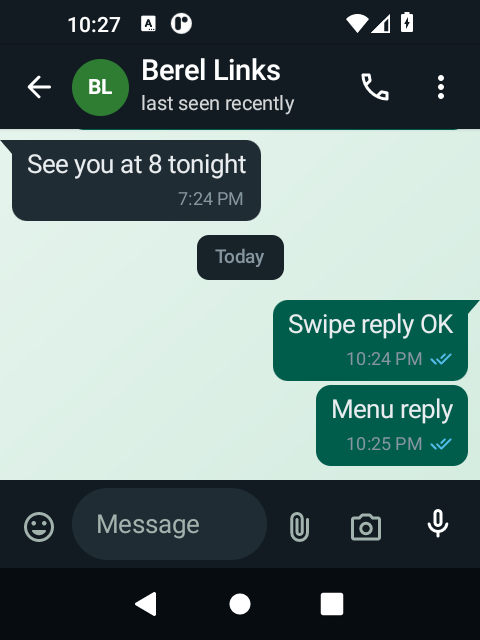 10:27
BL
Berel Links
last seen recently
See you at 8 tonight
7:24 PM
Today
Swipe reply OK
10:24 PM
Menu reply
10:25 PM
Message